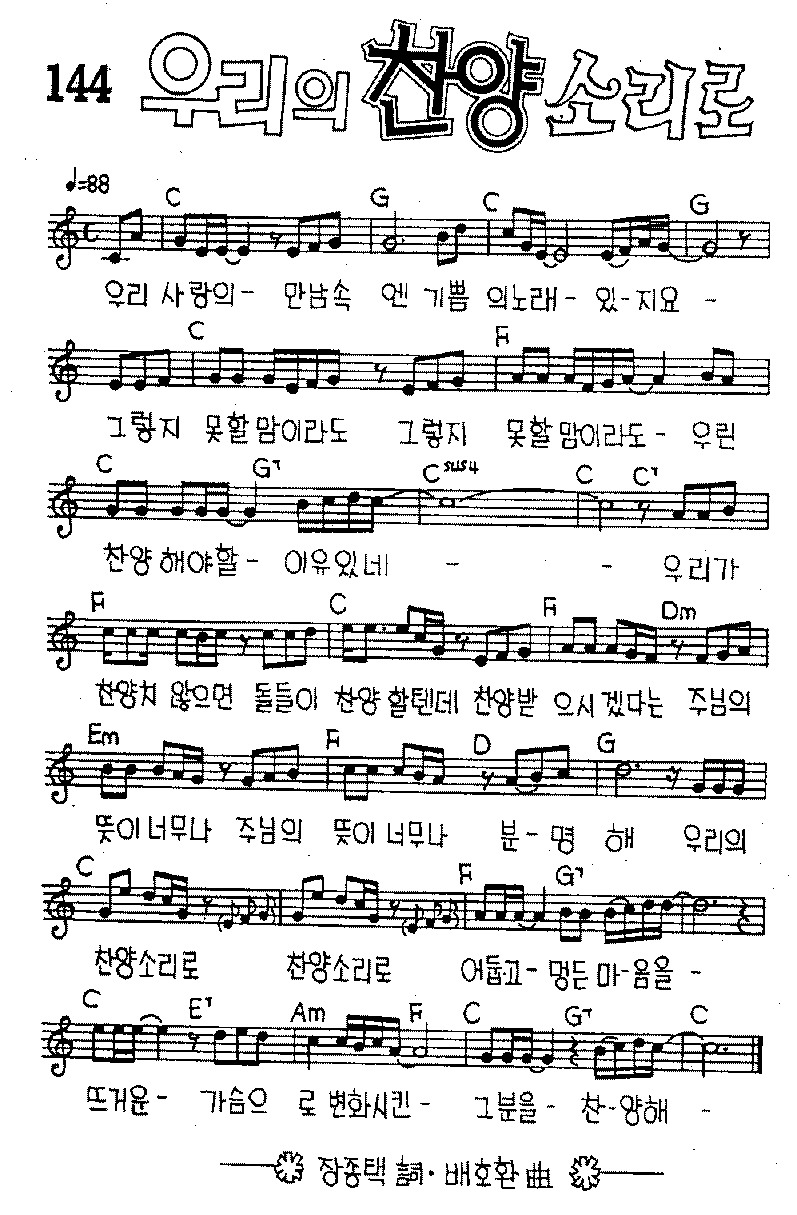 144 우리의 찬양 소리로
♩=88
C G C G
우리 사랑의- 만남속 엔 기쁨 의노래- 있-지요 -
C F
그렇지 못할맘이라도 그렇지 못할맘이라도- 우린
C G7 Csus4 C C7
찬양해야할- 이유있네 - - 우리가
F C F Dm
찬양치 않으면 돌들이 찬양할텐데 찬양받 으시겠다는 주님의
Em F D G
뜻이너무나 주님의 뜻이너무나 분-명 해 우리의
C F G7
찬양소리로 찬양소리로 어둡고- 멍든마-음을 -
C E7 Am F C G7 C
뜨거운- 가슴으 로변화시킨- 그분을- 찬-양해 -
장종택 詞·배호환 曲